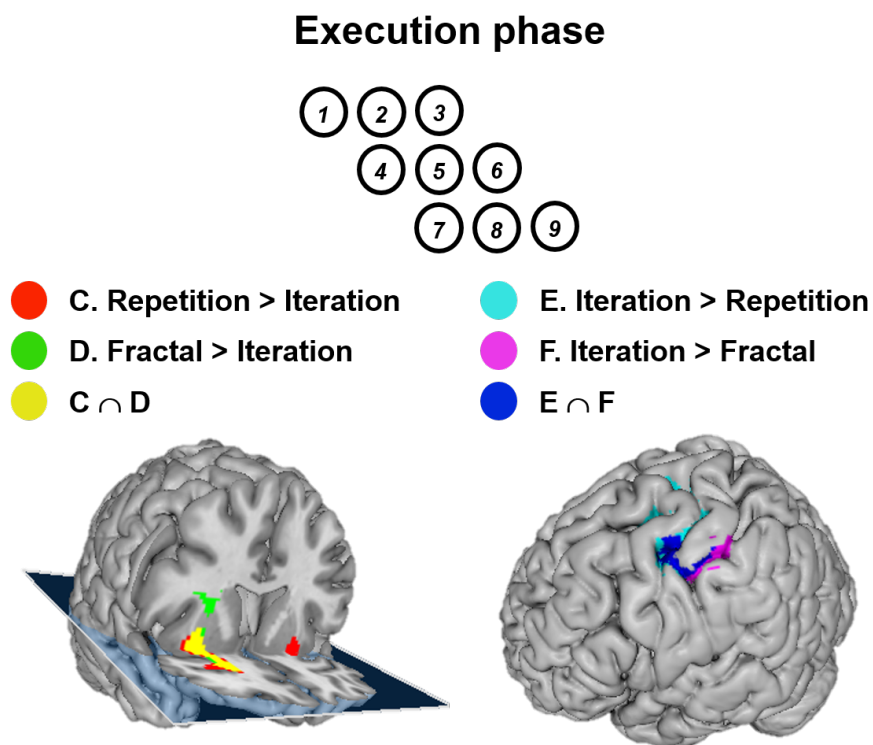 Execution phase
1 2 3
4 5 6
7 8 9
C. Repetition > Iteration
D. Fractal > Iteration
C ∩ D
E. Iteration > Repetition
F. Iteration > Fractal
E ∩ F